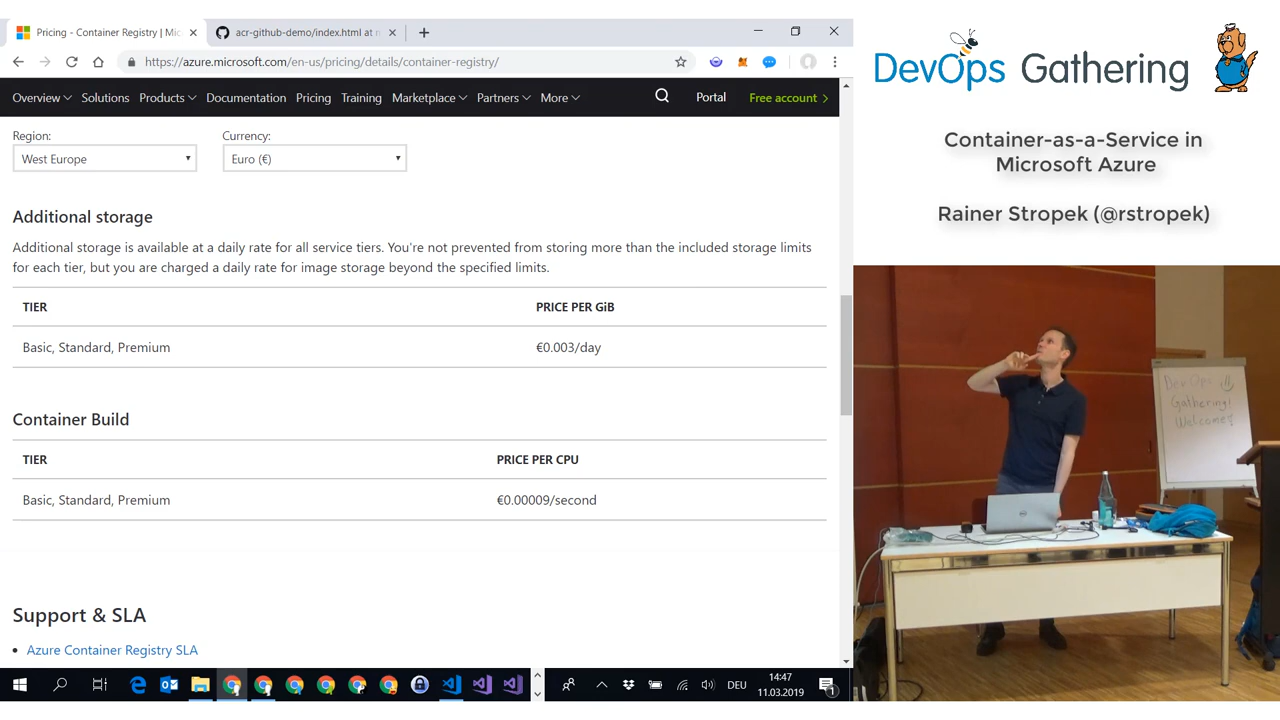 Pricing - Container Registry | Mic
acr-github-demo/index.html at n
https://azure.microsoft.com/en-us/pricing/details/container-registry/
Overview Solutions Products Documentation Pricing Training Marketplace Partners More Portal Free account
Region:
Currency:
West Europe
Euro (€)
Additional storage
Additional storage is available at a daily rate for all service tiers. You're not prevented from storing more than the included storage limits
for each tier, but you are charged a daily rate for image storage beyond the specified limits.
TIER PRICE PER GiB
Basic, Standard, Premium €0.003/day
Container Build
TIER PRICE PER CPU
Basic, Standard, Premium €0.00009/second
Support & SLA
Azure Container Registry SLA
DEU
14:47
11.03.2019
1
DevOps Gathering
Container-as-a-Service in
Microsoft Azure
Rainer Stropek (@rstropek)
DevOps
Gathering!
Welcome!